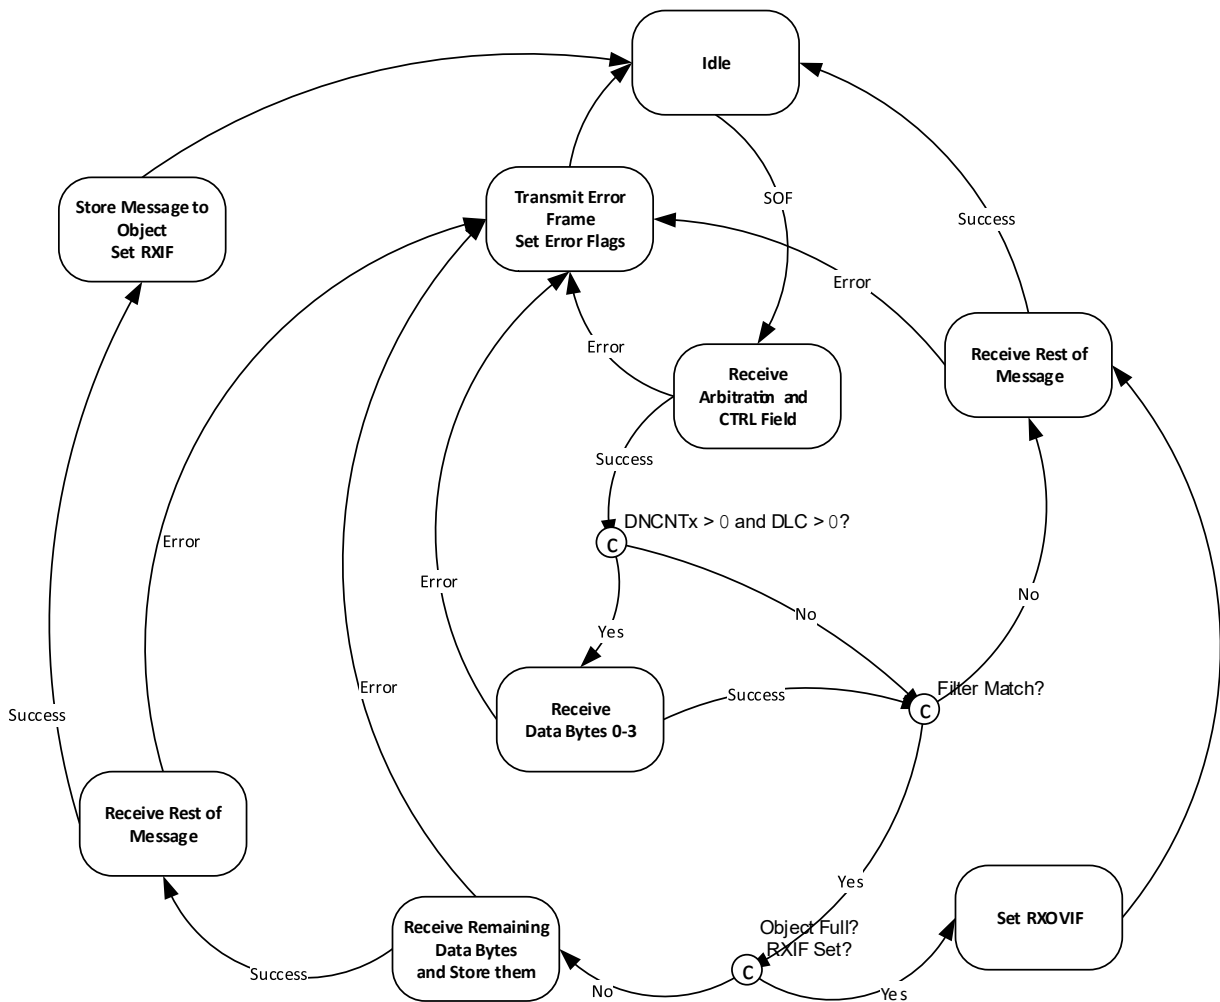 Idle
Transmit Error
Frame
Set Error Flags
SOF
Store Message to
Object
Set RXIF
Success
Error
Error
Receive Rest of
Message
Receive
Arbitration and
CTRL Field
Success
DNCNTx > 0 and DLC > 0?
C
Error
Error
No
No
Yes
Receive
Data Bytes 0-3
Success
Filter Match?
C
Error
Success
Receive Rest of
Message
Yes
Receive Remaining
Data Bytes
and Store them
Object Full?
RXIF Set?
C
Set RXOVIF
Success
No
Yes